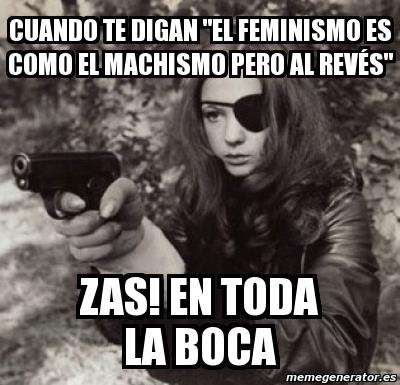 CUANDO TE DIGAN "EL FEMINISMO ES
COMO EL MACHISMO PERO AL REVÉS"
ZAS! EN TODA
LA BOCA
memegenerator.es